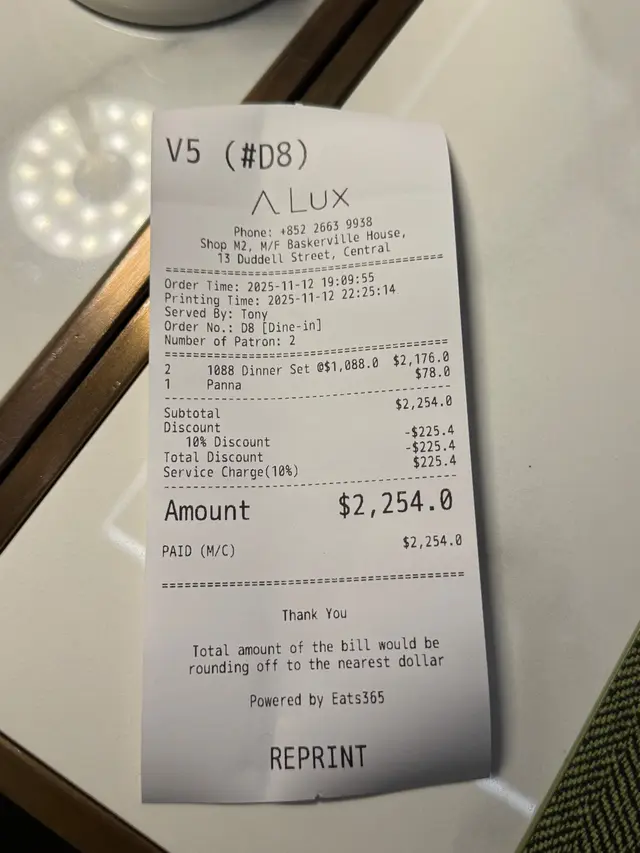 V5 (#D8)
Λ LUX
Phone: +852 2663 9938
Shop M2, M/F Baskerville House,
13 Duddell Street, Central
================================================
Order Time: 2025-11-12 19:09:55
Printing Time: 2025-11-12 22:25:14
Served By: Tony
Order No.: D8 [Dine-in]
Number of Patron: 2
================================================
2 1088 Dinner Set @$1,088.0 $2,176.0
1 Panna $78.0
------------------------------------------------
Subtotal $2,254.0
Discount -$225.4
10% Discount -$225.4
Total Discount $225.4
Service Charge(10%)
------------------------------------------------
Amount $2,254.0
PAID (M/C) $2,254.0
================================================
Thank You
Total amount of the bill would be
rounding off to the nearest dollar
Powered by Eats365
REPRINT